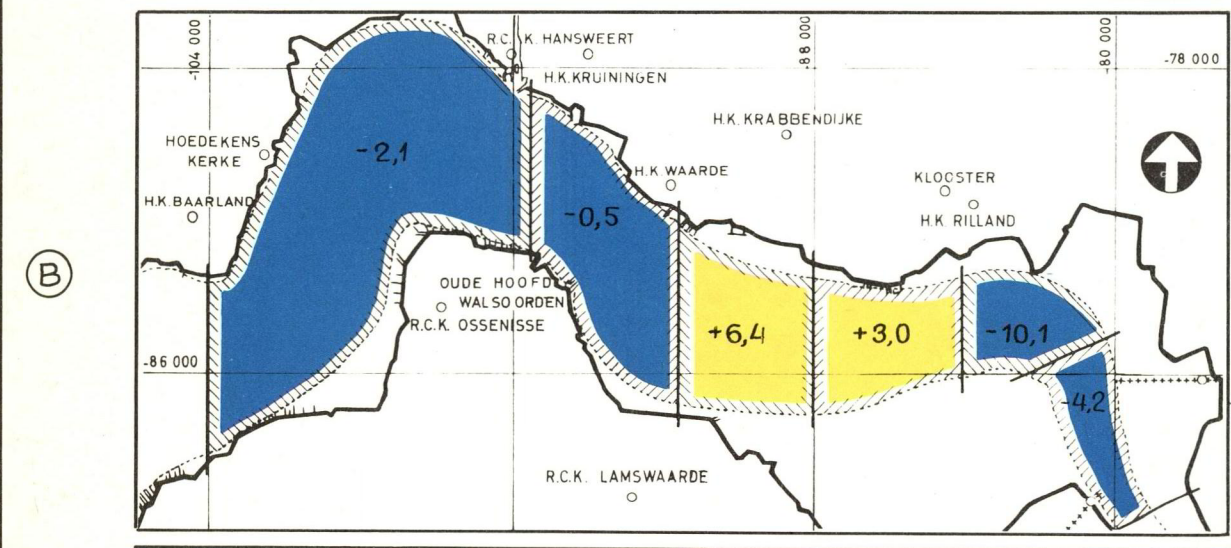 -104 000
-88 000
-80 000
-78 000
R.C.K. HANSWEERT
H.K. KRUININGEN
H.K. KRABBENDIJKE
HOEDEKENS
KERKE
-2,1
H.K. WAARDE
KLOOSTER
H.K. BAARLAND
-0,5
H.K. RILLAND
B
OUDE HOOFD
WALSOORDEN
R.C.K. OSSENISSE
+6,4
+3,0
-10,1
-86 000
-4,2
R.C.K. LAMSWAARDE